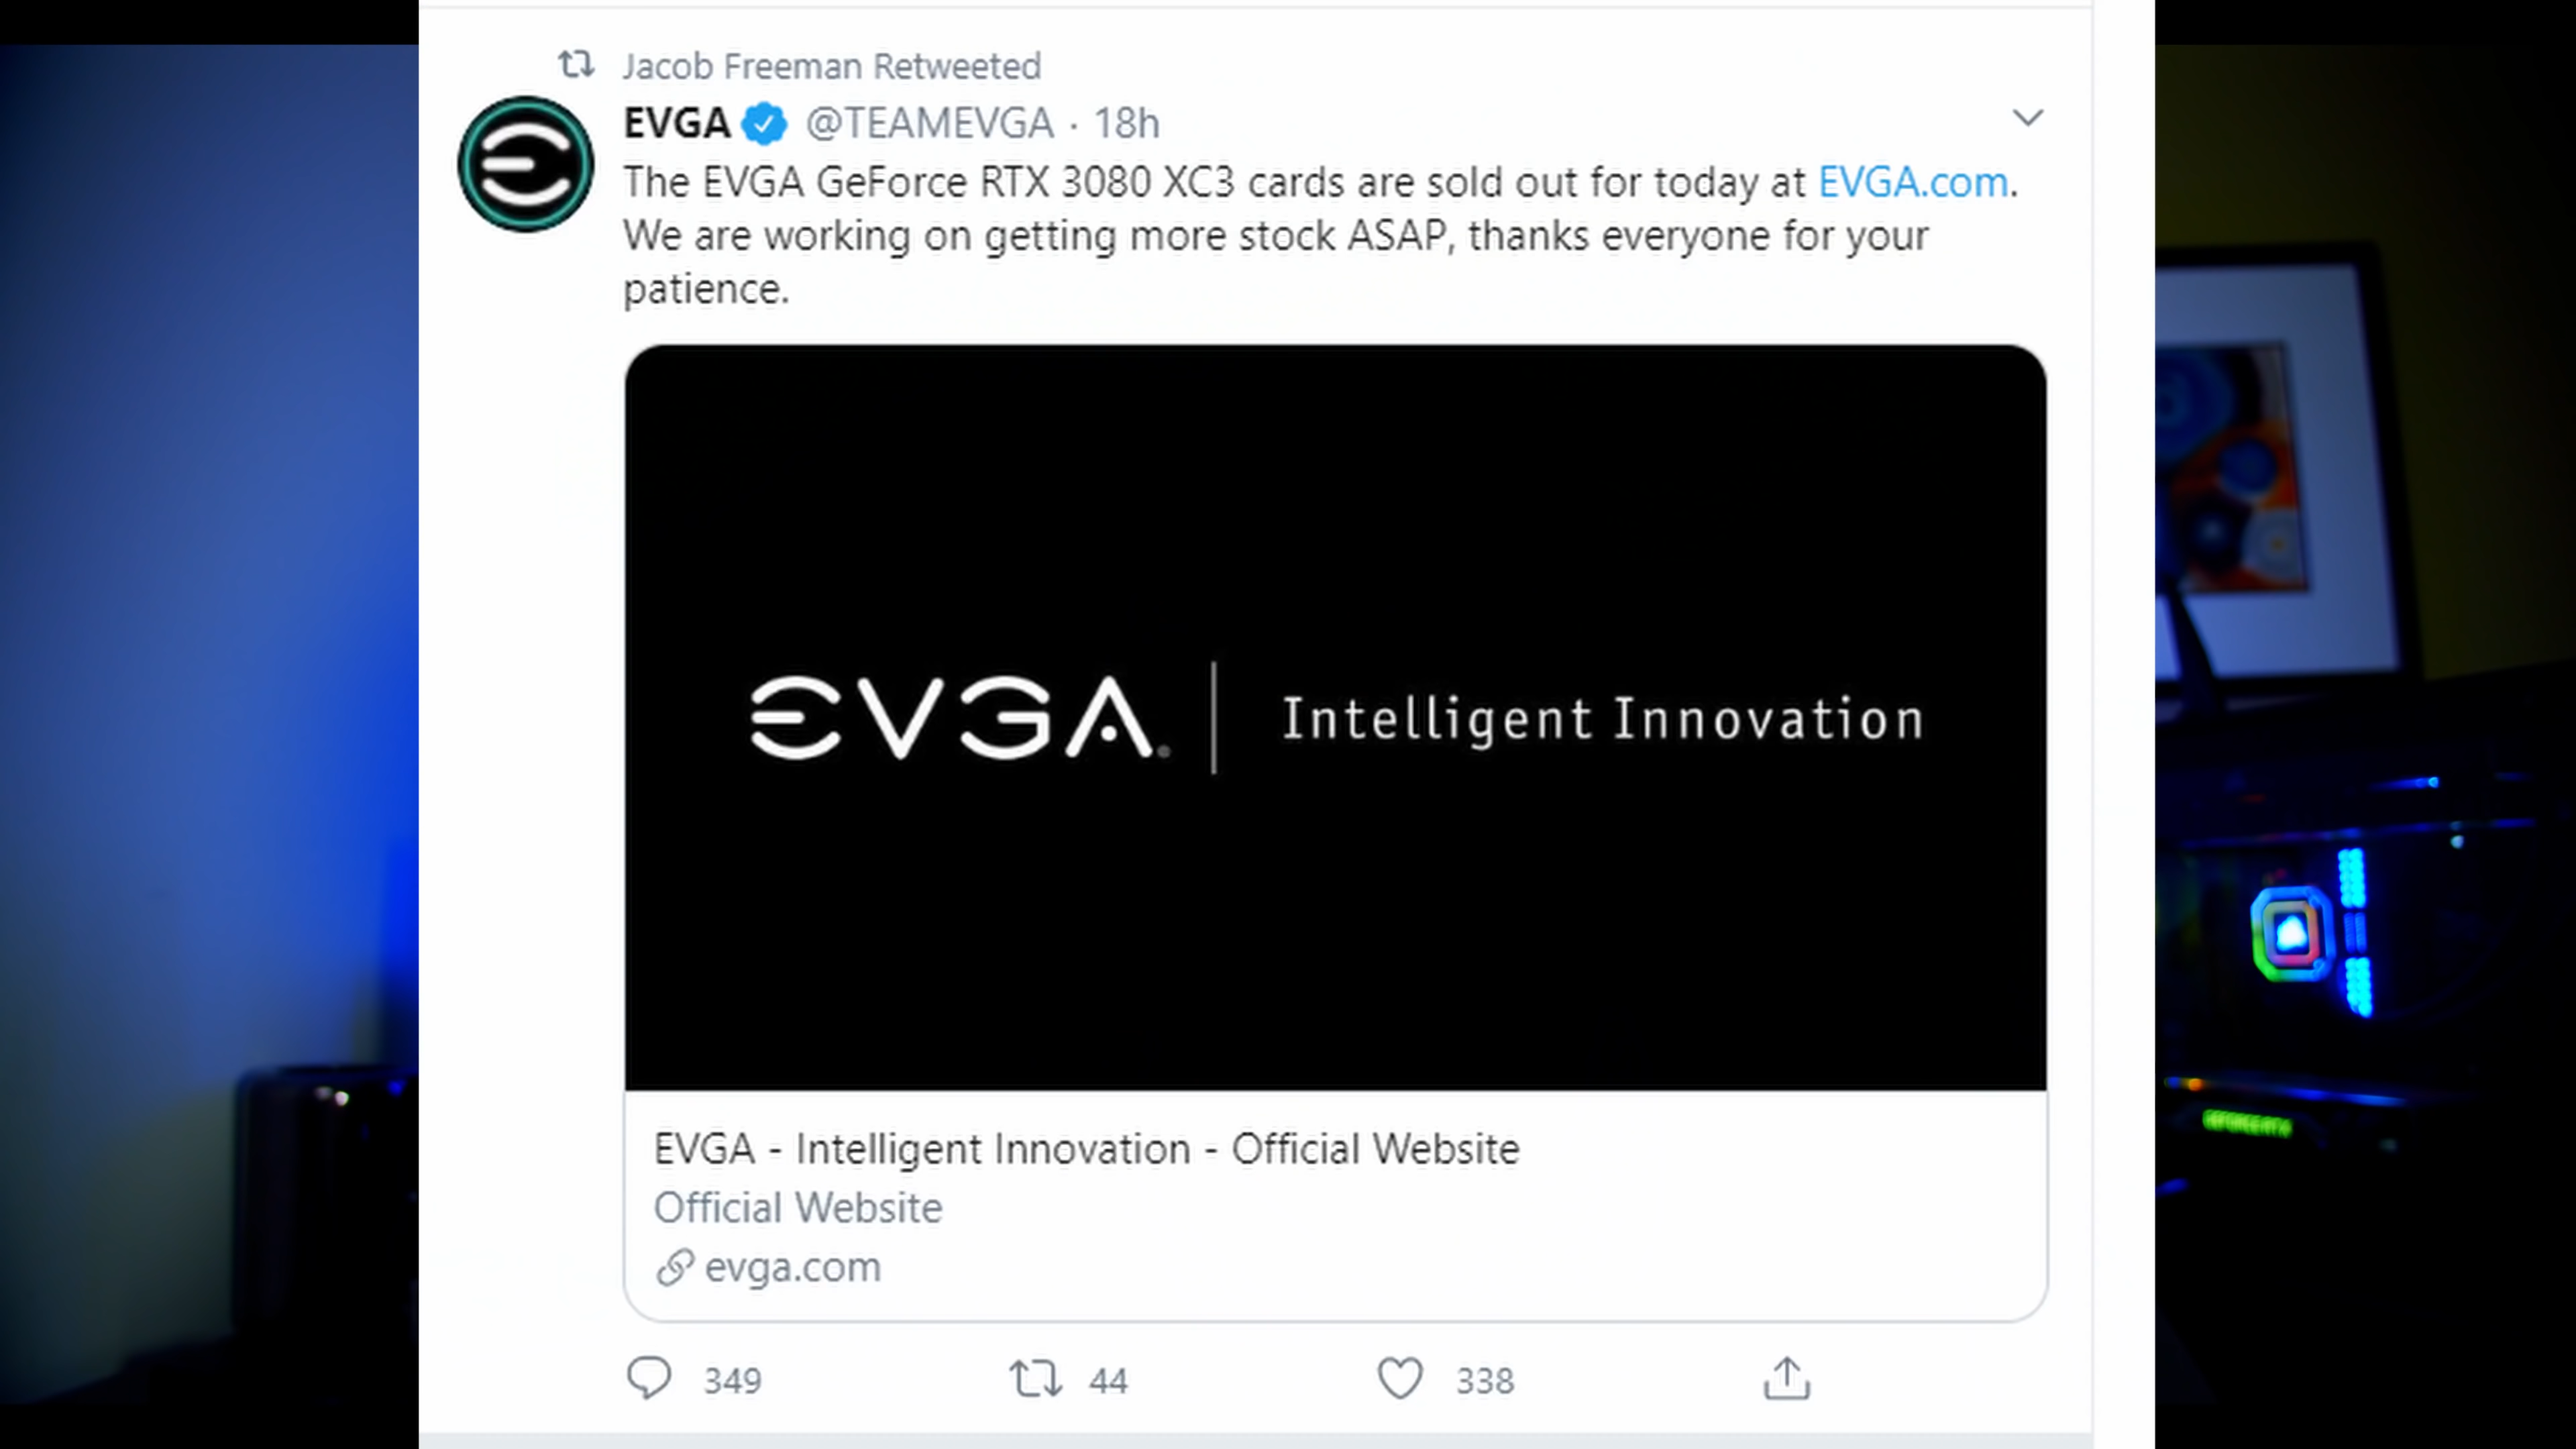 Jacob Freeman Retweeted
EVGA @TEAMEVGA · 18h
The EVGA GeForce RTX 3080 XC3 cards are sold out for today at EVGA.com.
We are working on getting more stock ASAP, thanks everyone for your
patience.
EVGA. | Intelligent Innovation
EVGA - Intelligent Innovation - Official Website
Official Website
evga.com
349 44 338
GEFORCE RTX